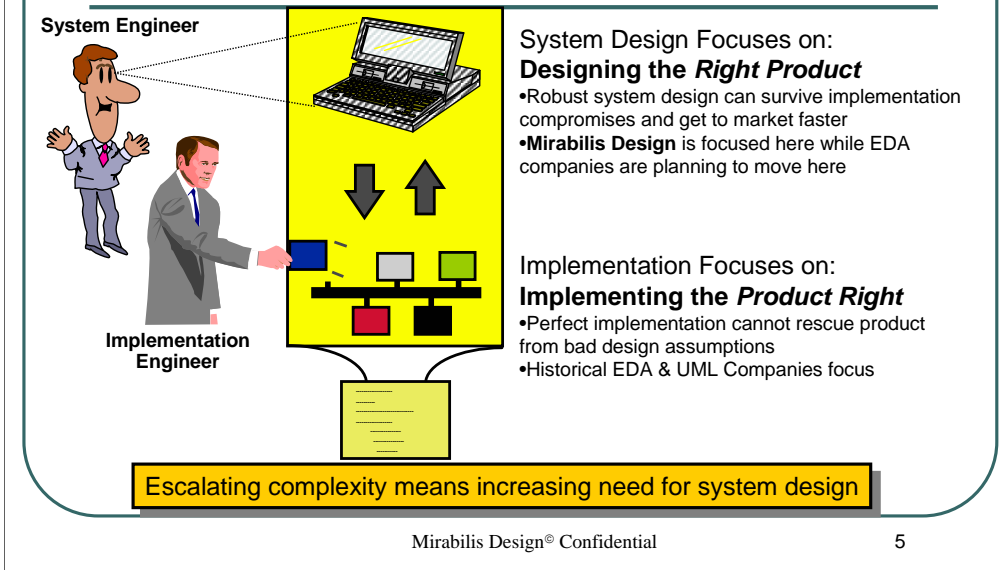 System Engineer
System Design Focuses on:
Designing the Right Product
•Robust system design can survive implementation
compromises and get to market faster
•Mirabilis Design is focused here while EDA
companies are planning to move here
Implementation Focuses on:
Implementing the Product Right
•Perfect implementation cannot rescue product
from bad design assumptions
•Historical EDA & UML Companies focus
Implementation
Engineer
Escalating complexity means increasing need for system design
Mirabilis Design© Confidential
5